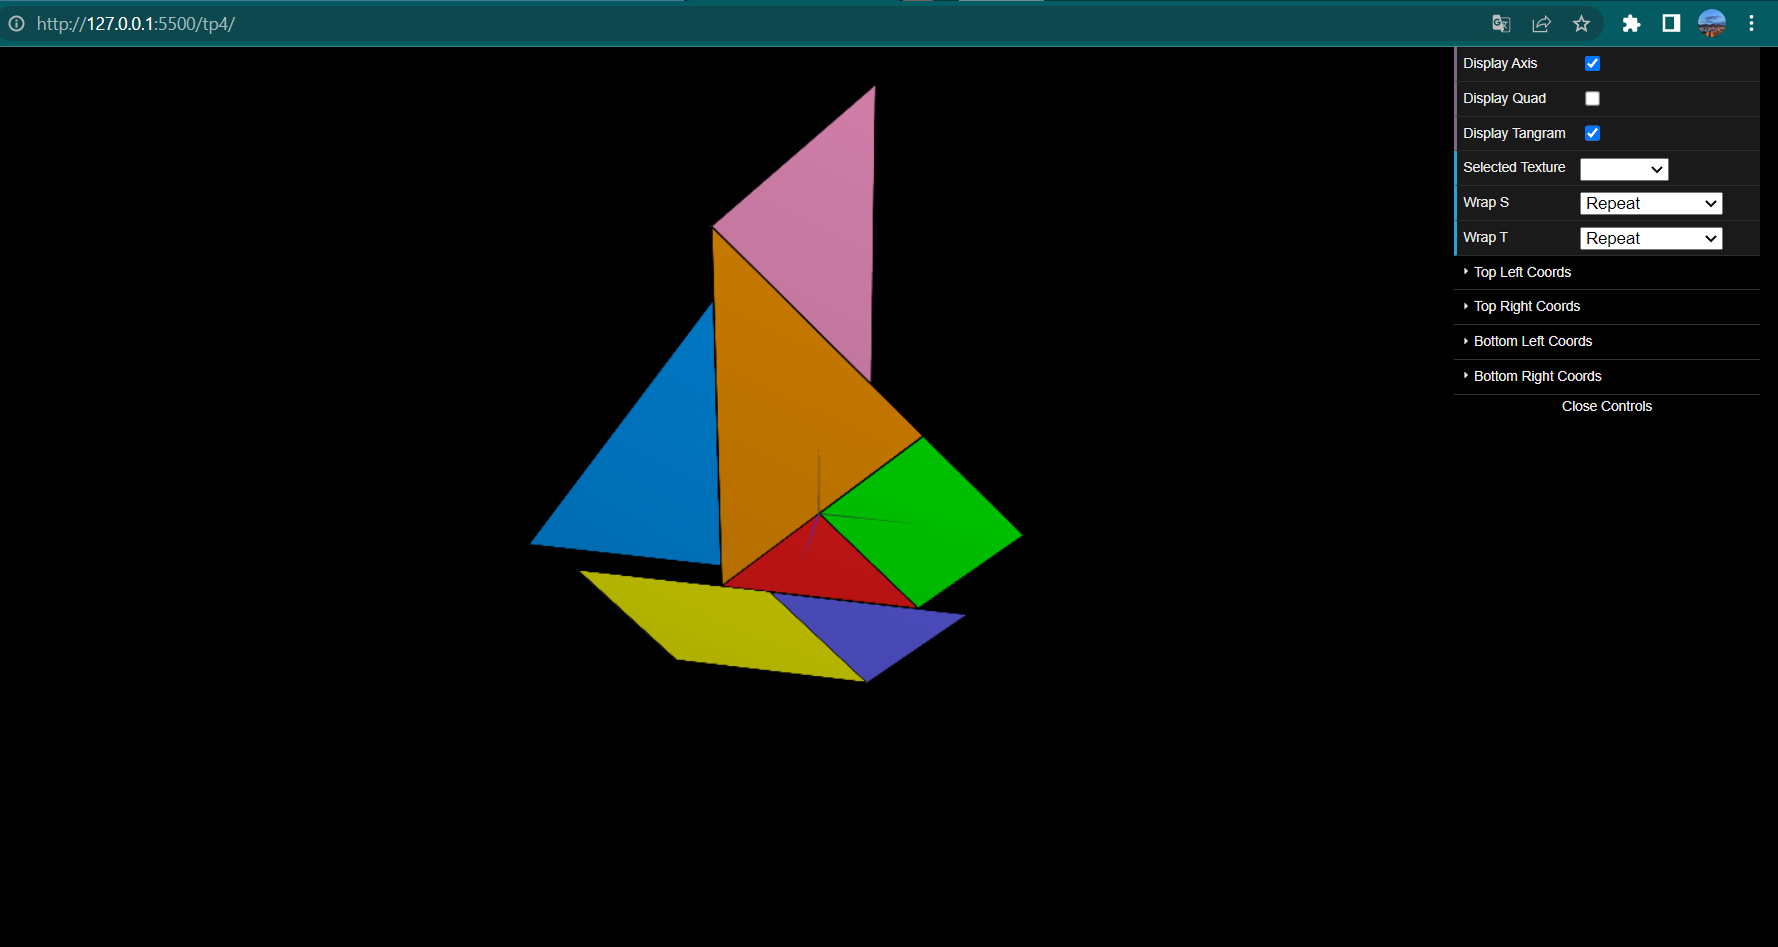 http://127.0.0.1:5500/tp4/
Display Axis
Display Quad
Display Tangram
Selected Texture
Wrap S Repeat
Wrap T Repeat
Top Left Coords
Top Right Coords
Bottom Left Coords
Bottom Right Coords
Close Controls